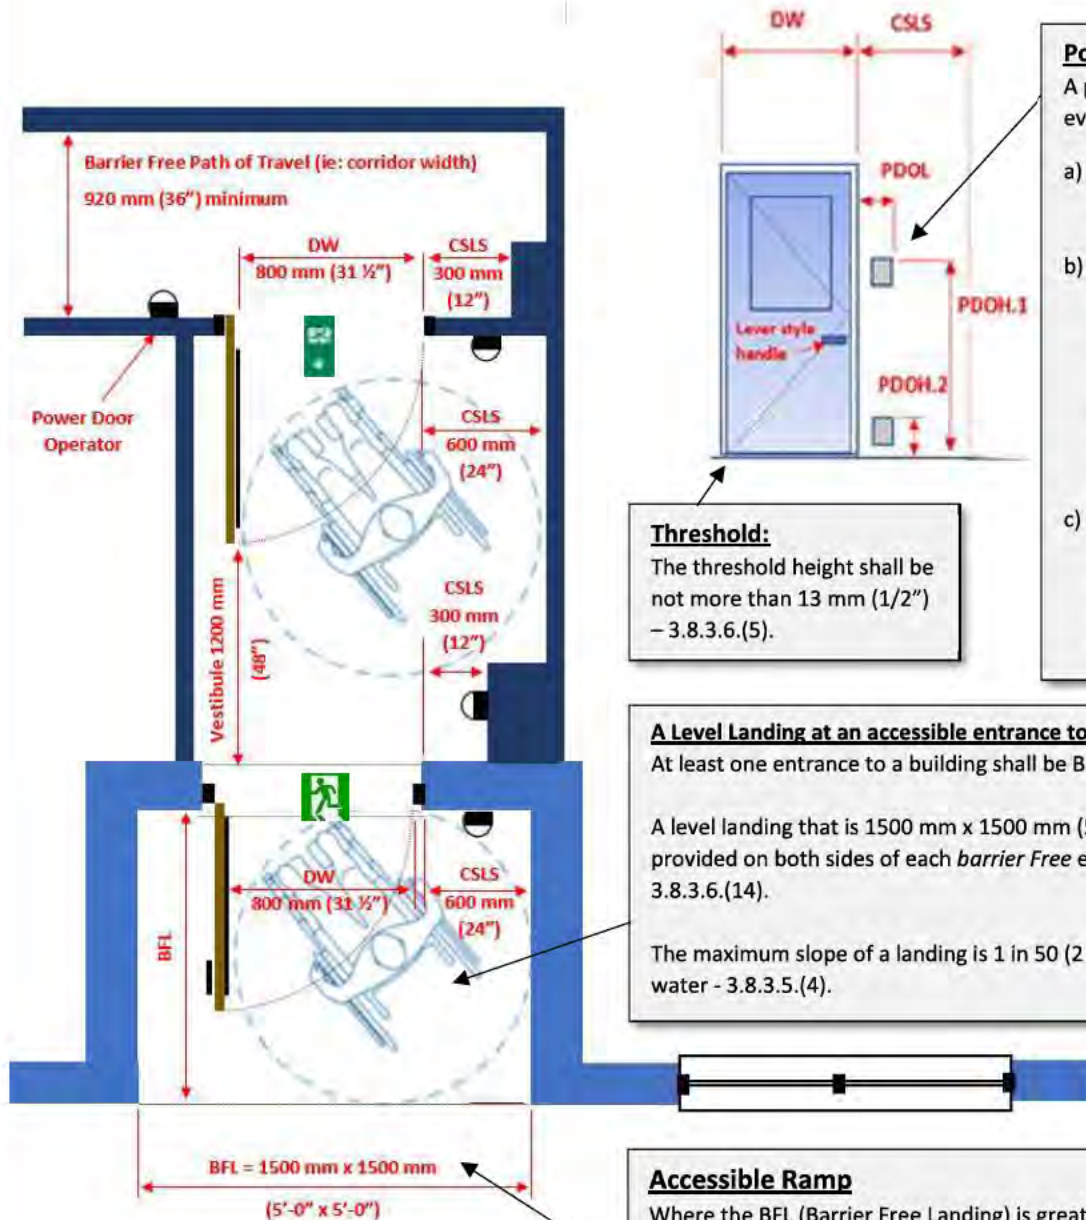 DW
CSLS
Barrier Free Path of Travel (ie: corridor width)
920 mm (36") minimum
DW
800 mm (31 ½")
CSLS
300 mm
(12")
Power Door
Operator
CSLS
600 mm
(24")
Vestibule 1200 mm
(48")
CSLS
300 mm
(12")
DW
800 mm (31 ½")
CSLS
600 mm
(24")
BFL
BFL = 1500 mm x 1500 mm
(5'-0" x 5'-0")
PDOL
PDOH.1
Lever style
handle
PDOH.2
Threshold:
The threshold height shall be
not more than 13 mm (1/2")
– 3.8.3.6.(5).
a)
b)
c)
A Level Landing at an accessible entrance to
At least one entrance to a building shall be B
A level landing that is 1500 mm x 1500 mm (
provided on both sides of each barrier Free e
3.8.3.6.(14).
The maximum slope of a landing is 1 in 50 (2
water - 3.8.3.5.(4).
Accessible Ramp
Where the BFL (Barrier Free Landing) is great